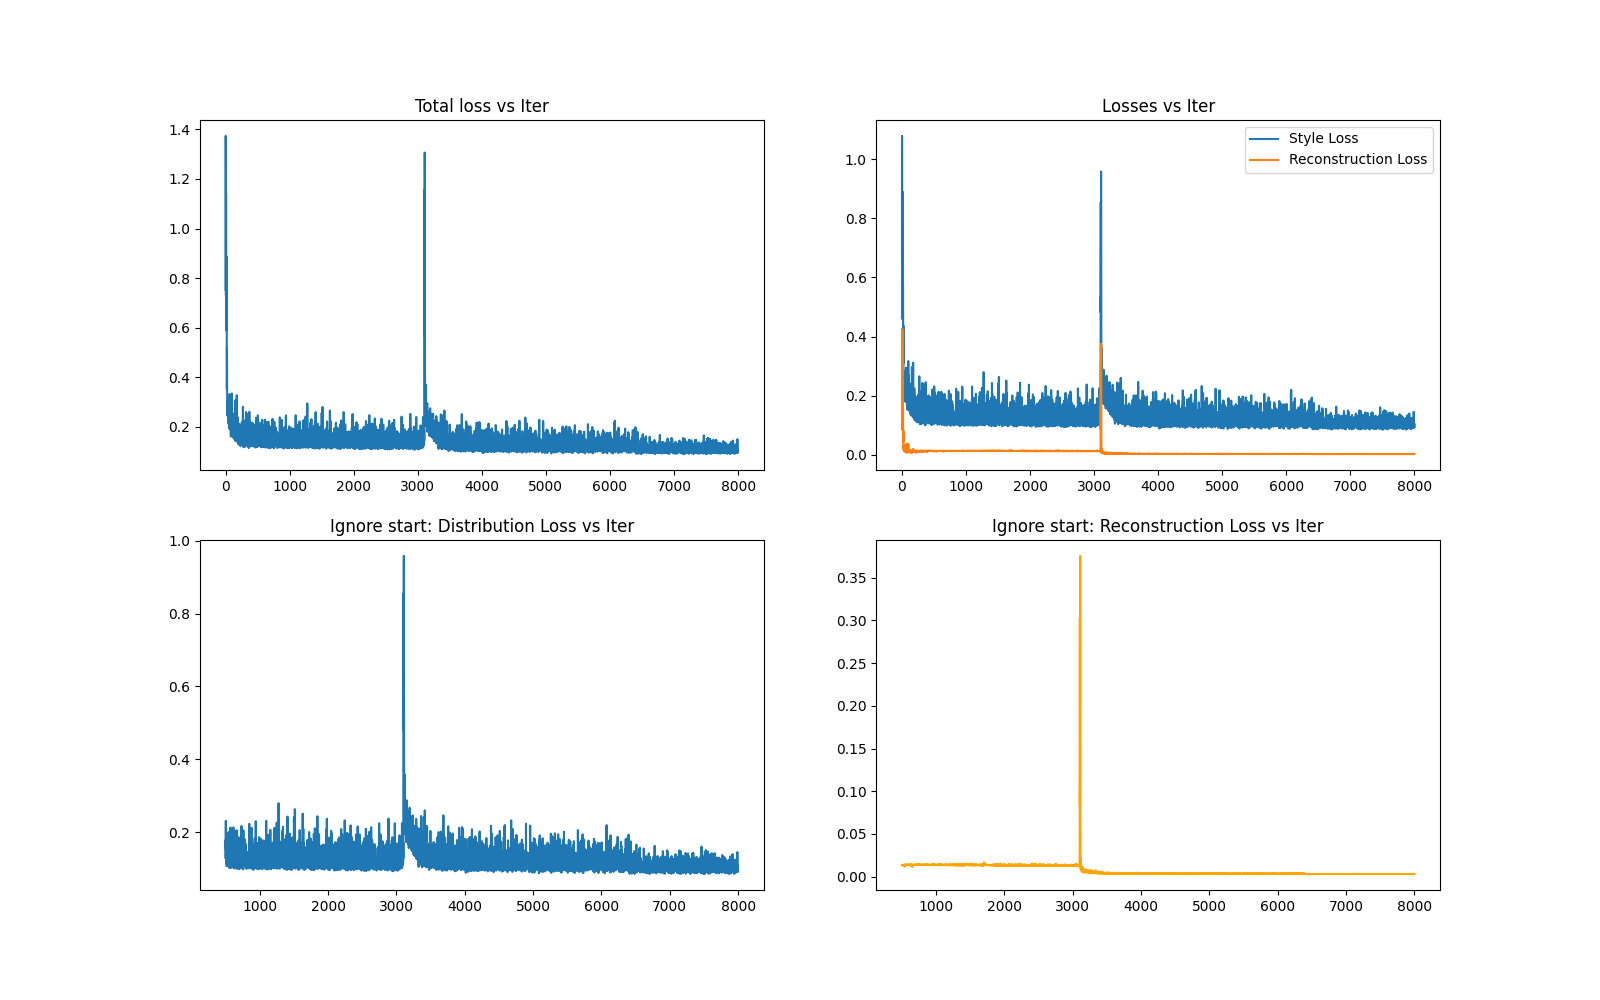 Total loss vs Iter
1.4
1.2
1.0
0.8
0.6
0.4
0.2
0 1000 2000 3000 4000 5000 6000 7000 8000
Losses vs Iter
Style Loss
Reconstruction Loss
1.0
0.8
0.6
0.4
0.2
0.0
0 1000 2000 3000 4000 5000 6000 7000 8000
Ignore start: Distribution Loss vs Iter
1.0
0.8
0.6
0.4
0.2
1000 2000 3000 4000 5000 6000 7000 8000
Ignore start: Reconstruction Loss vs Iter
0.35
0.30
0.25
0.20
0.15
0.10
0.05
0.00
1000 2000 3000 4000 5000 6000 7000 8000